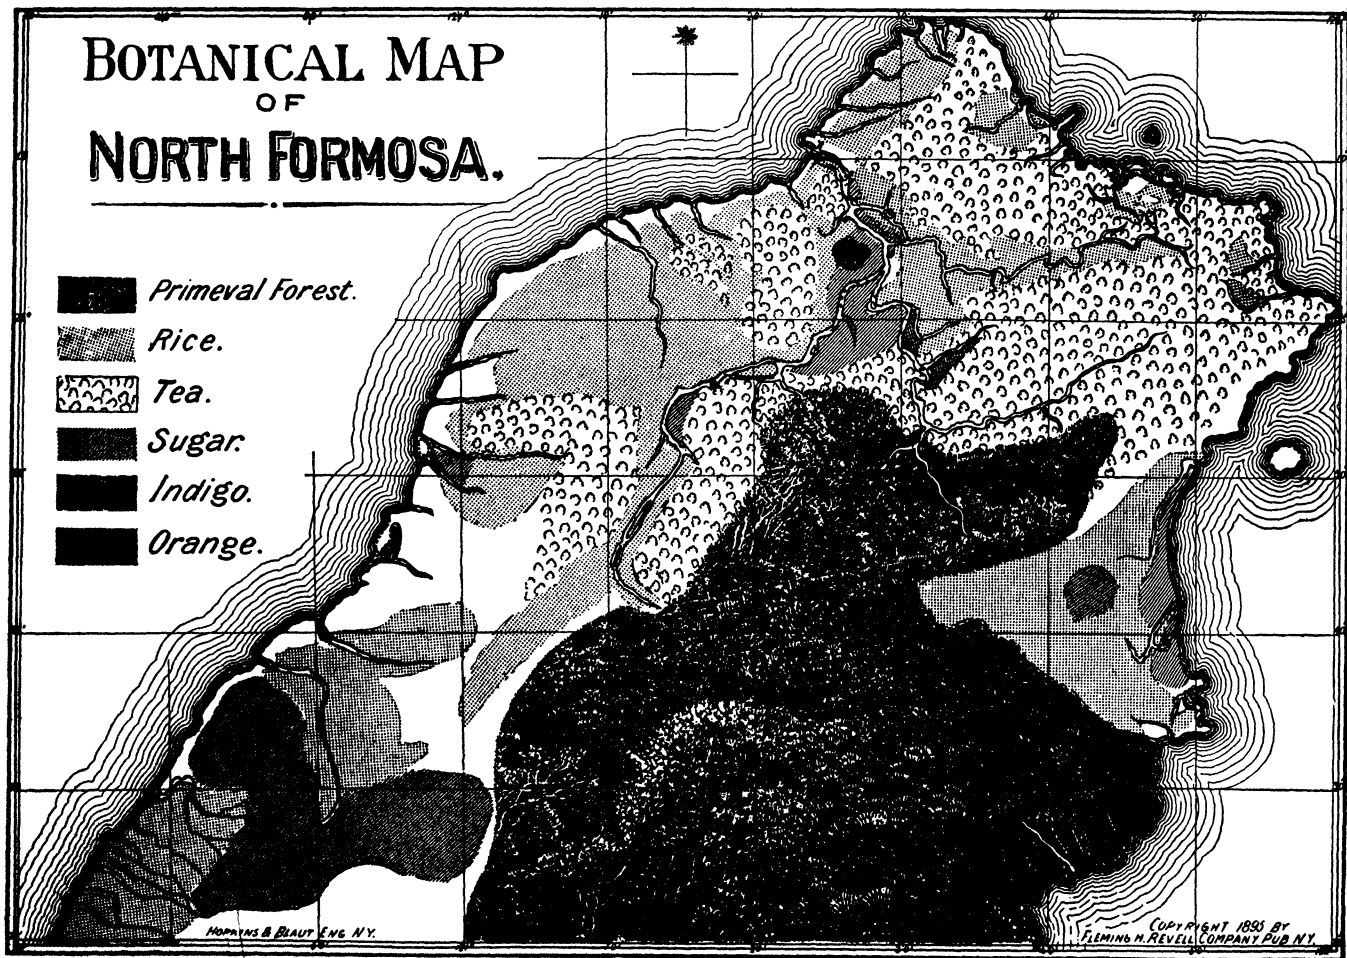 BOTANICAL MAP
OF
NORTH FORMOSA.
Primeval Forest.
Rice.
Tea.
Sugar.
Indigo.
Orange.
HOPKINS & BLAUT ENG N.Y.
COPYRIGHT 1895 BY
FLEMING H. REVELL COMPANY PUB N.Y.